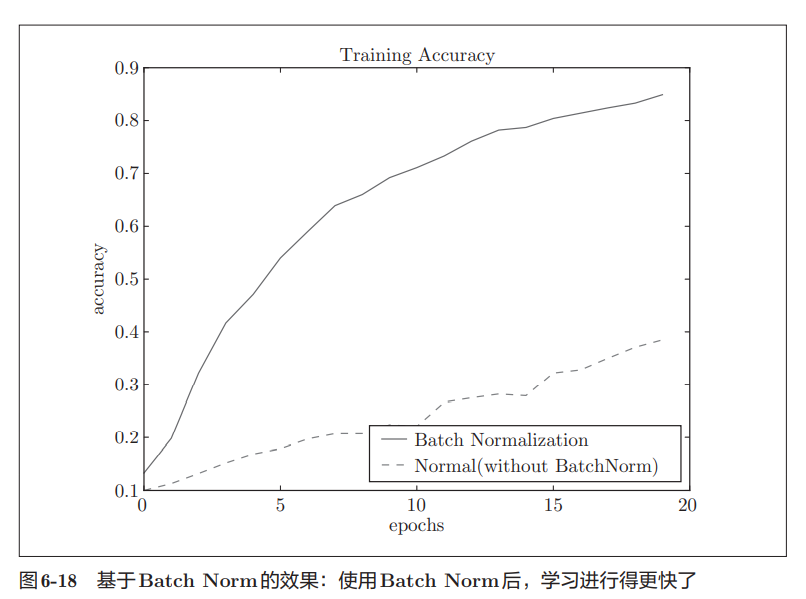 Training Accuracy
0.9
0.8
0.7
0.6
0.5
0.4
0.3
0.2
0.1
accuracy
Batch Normalization
Normal(without BatchNorm)
0 5 10 15 20
epochs
图6-18 基于Batch Norm的效果：使用Batch Norm后，学习进行得更快了